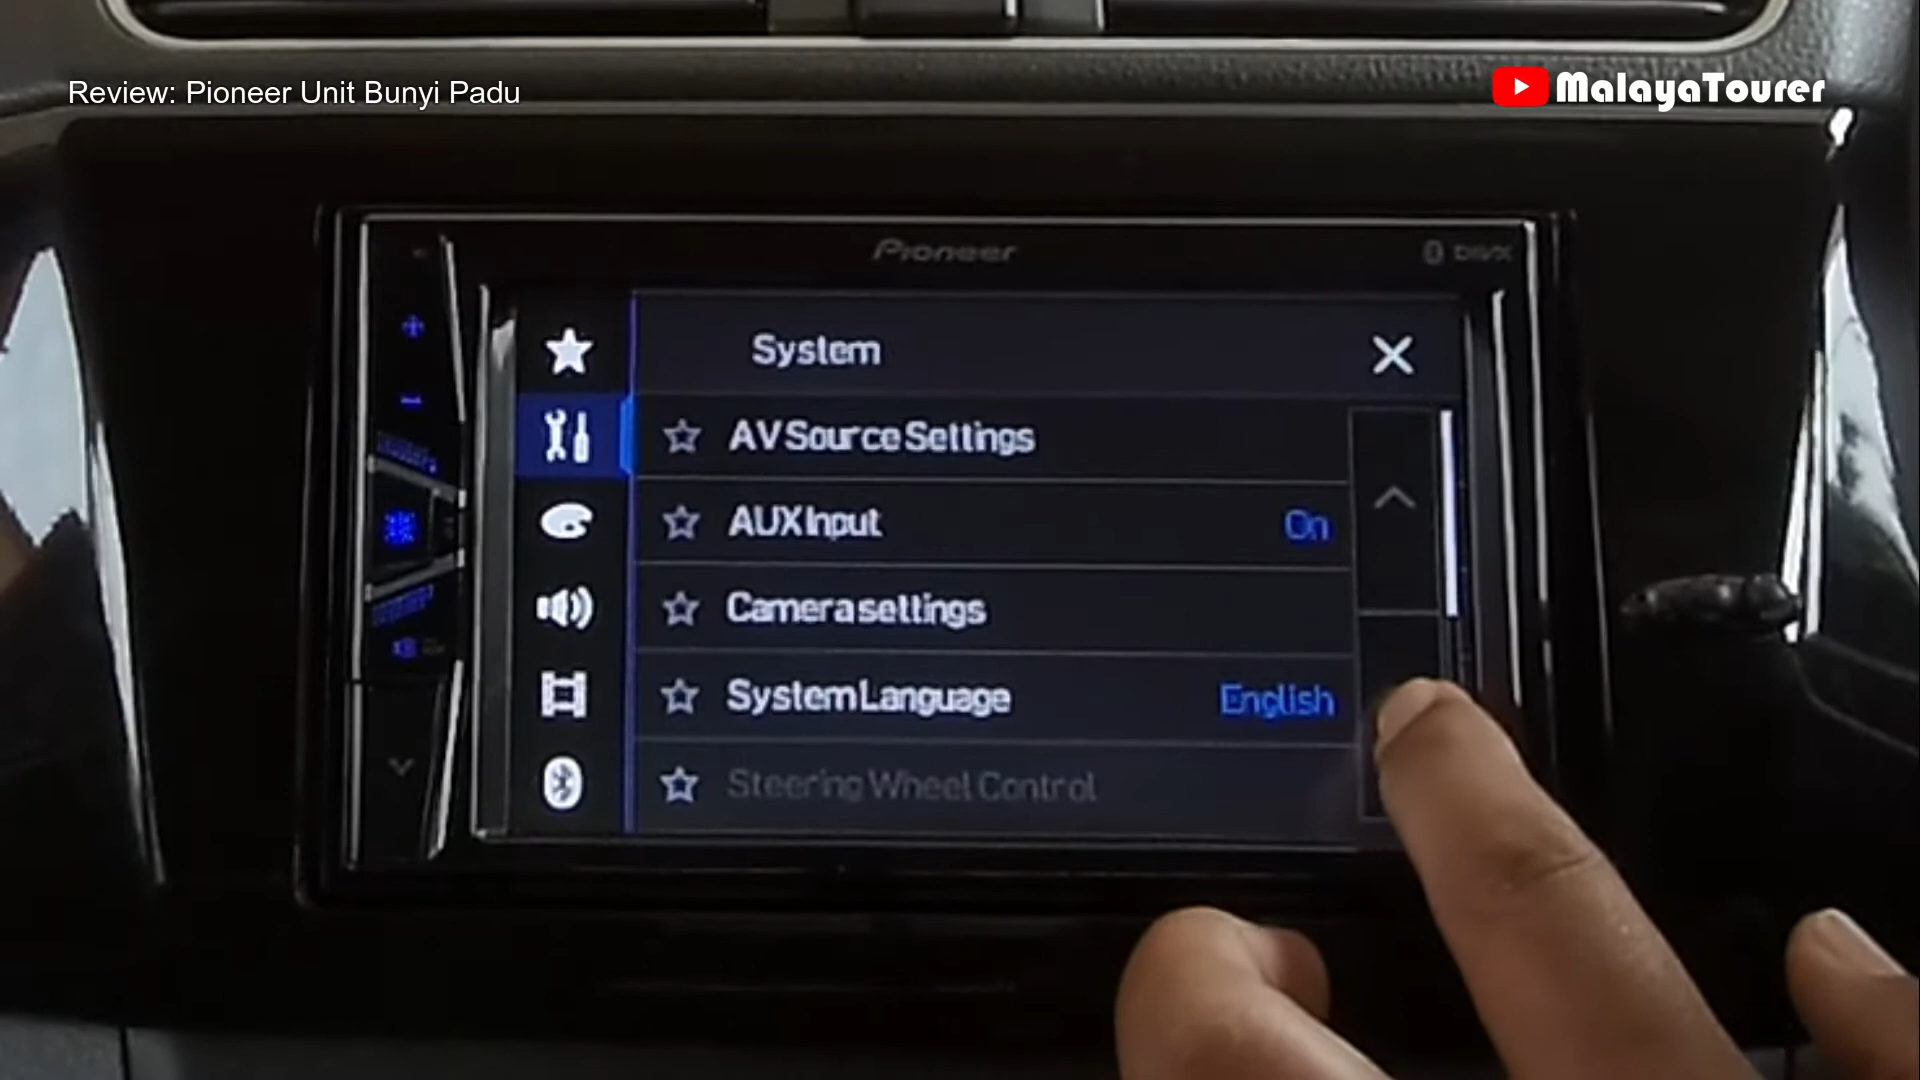 Review: Pioneer Unit Bunyi Padu
MalayaTourer
Pioneer
System
AV Source Settings
AUX Input On
Camera settings
System Language English
Steering Wheel Control